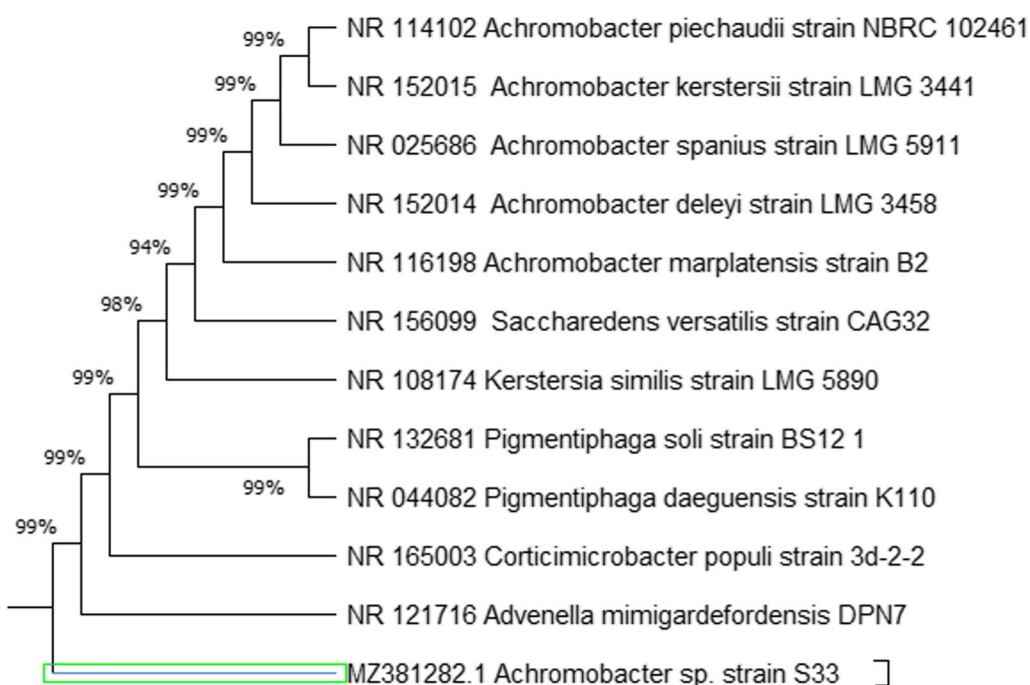 99%
NR 114102 Achromobacter piechaudii strain NBRC 102461
99%
NR 152015 Achromobacter kerstersii strain LMG 3441
99%
NR 025686 Achromobacter spanius strain LMG 5911
99%
NR 152014 Achromobacter deleyi strain LMG 3458
94%
NR 116198 Achromobacter marplatensis strain B2
98%
NR 156099 Saccharedens versatilis strain CAG32
99%
NR 108174 Kerstersia similis strain LMG 5890
NR 132681 Pigmentiphaga soli strain BS12 1
99%
99%
NR 044082 Pigmentiphaga daeguensis strain K110
99%
NR 165003 Corticimicrobacter populi strain 3d-2-2
NR 121716 Advenella mimigardefordensis DPN7
MZ381282.1 Achromobacter sp. strain S33